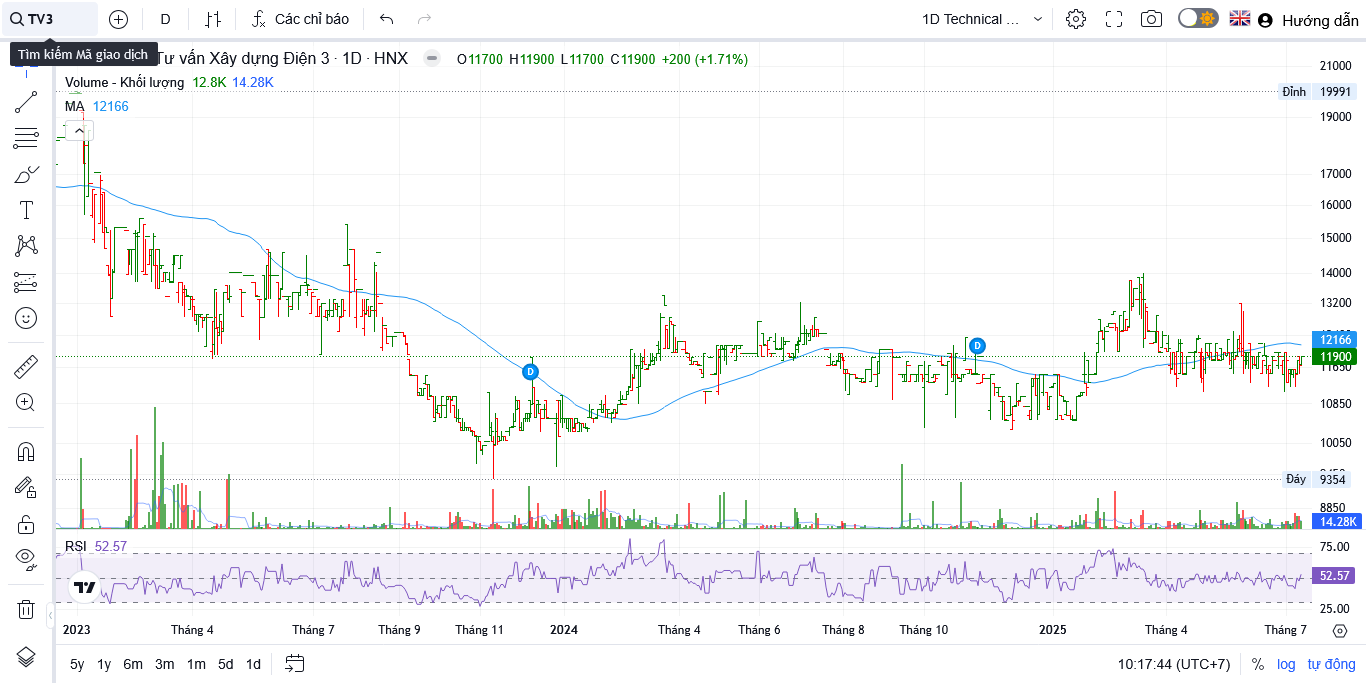 TV3
D
Các chỉ báo
1D Technical ...
Hướng dẫn
Tìm kiếm Mã giao dịch
Tư vấn Xây dựng Điện 3 · 1D · HNX
O11700 H11900 L11700 C11900 +200 (+1.71%)
Volume - Khối lượng 12.8K 14.28K
MA 12166
21000
Đỉnh 19991
19000
17000
16000
15000
14000
13200
12166
11900
11650
10850
10050
Đáy 9354
8850
14.28K
D
D
RSI 52.57
75.00
52.57
25.00
2023 Tháng 4 Tháng 7 Tháng 9 Tháng 11 2024 Tháng 4 Tháng 6 Tháng 8 Tháng 10 2025 Tháng 4 Tháng 7
5y 1y 6m 3m 1m 5d 1d
10:17:44 (UTC+7) % log tự động